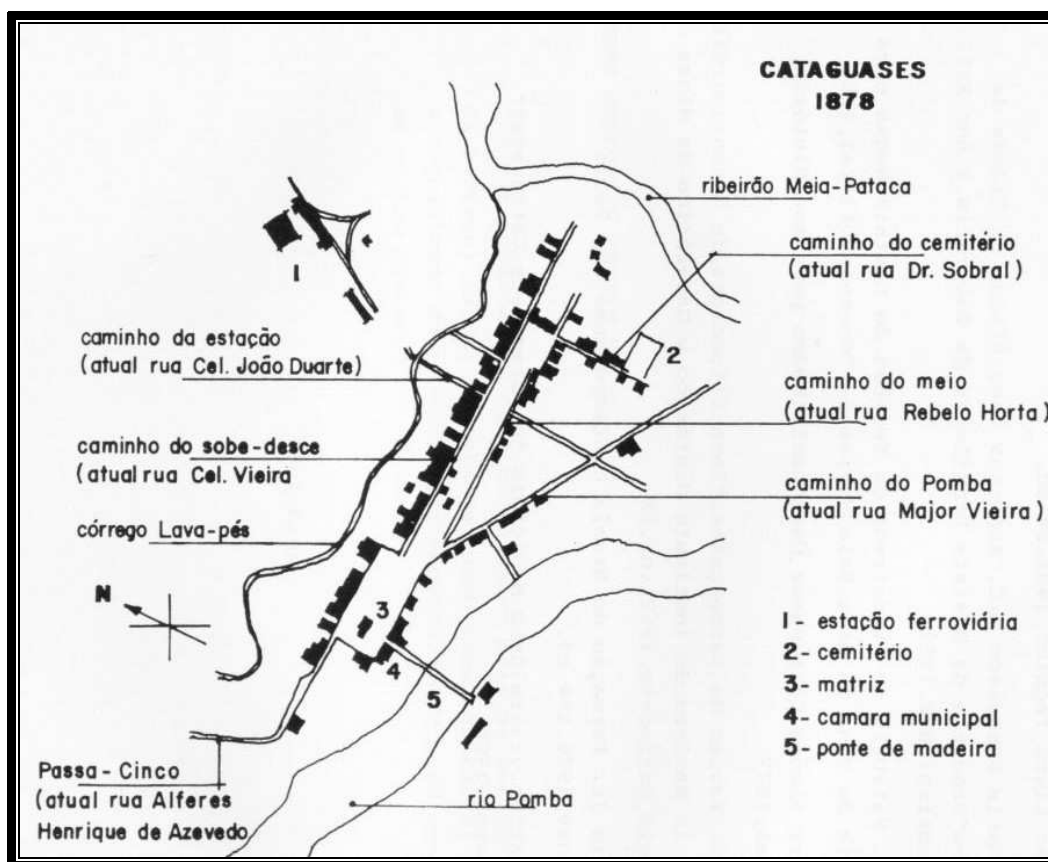 CATAGUASES
1878
ribeirão Meia-Pataca
caminho do cemitério
(atual rua Dr. Sobral)
1
2
caminho da estação
(atual rua Cel. João Duarte)
caminho do meio
(atual rua Rebelo Horta)
caminho do sobe-desce
(atual rua Cel. Vieira
caminho do Pomba
(atual rua Major Vieira)
córrego Lava-pés
N
3
4
5
1- estação ferroviária
2- cemitério
3- matriz
4- camara municipal
5- ponte de madeira
Passa-Cinco
(atual rua Alferes
Henrique de Azevedo
rio Pomba